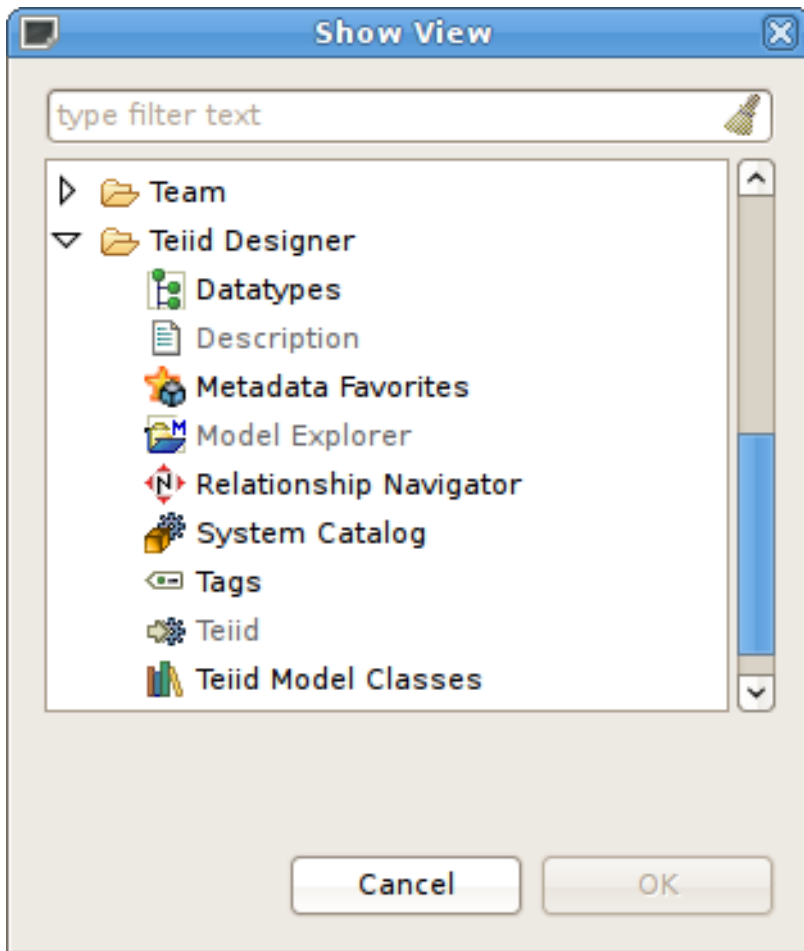 Show View
type filter text
Team
Teiid Designer
Datatypes
Description
Metadata Favorites
Model Explorer
Relationship Navigator
System Catalog
Tags
Teiid
Teiid Model Classes
Cancel OK